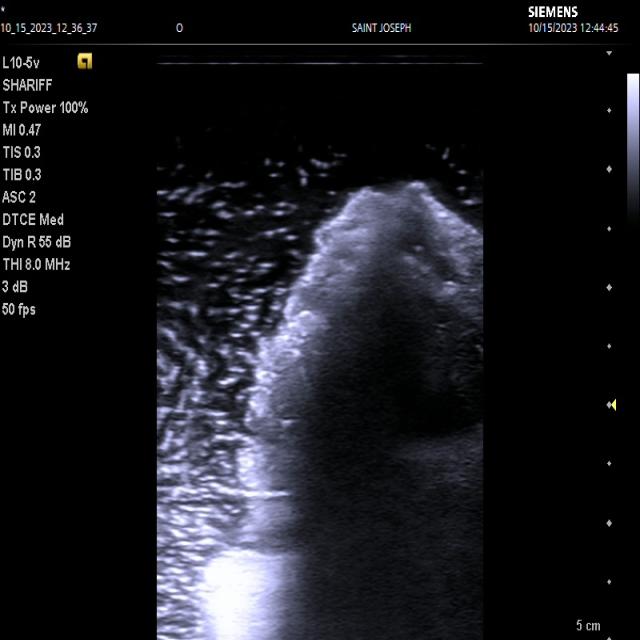 *
SIEMENS
10_15_2023_12_36_37 O SAINT JOSEPH 10/15/2023 12:44:45
L10-5v
SHARIFF
Tx Power 100%
MI 0.47
TIS 0.3
TIB 0.3
ASC 2
DTCE Med
Dyn R 55 dB
THI 8.0 MHz
3 dB
50 fps
5 cm